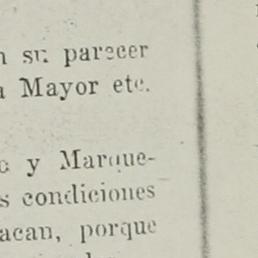 su parecer
Mayor etc.
y Marque-
s condiciones
acan, porque